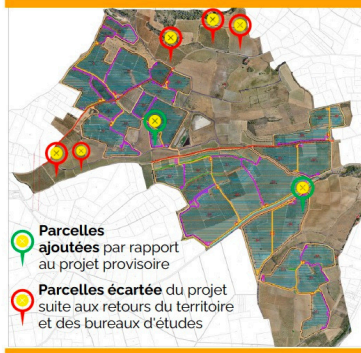 Parcelles
ajoutées par rapport
au projet provisoire
Parcelles écartée du projet
suite aux retours du territoire
et des bureaux d'études